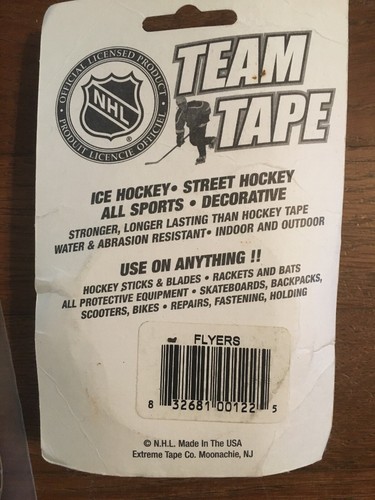 OFFICIAL LICENSED PRODUCT
NHL
®
PRODUIT LICENCIE OFFICIEL
TEAM
TAPE
ICE HOCKEY• STREET HOCKEY
ALL SPORTS • DECORATIVE
STRONGER, LONGER LASTING THAN HOCKEY TAPE
WATER & ABRASION RESISTANT• INDOOR AND OUTDOOR
USE ON ANYTHING !!
HOCKEY STICKS & BLADES • RACKETS AND BATS
ALL PROTECTIVE EQUIPMENT • SKATEBOARDS, BACKPACKS,
SCOOTERS, BIKES • REPAIRS, FASTENING, HOLDING
FLYERS
8 32681 00122 5
© N.H.L. Made In The USA
Extreme Tape Co. Moonachie, NJ